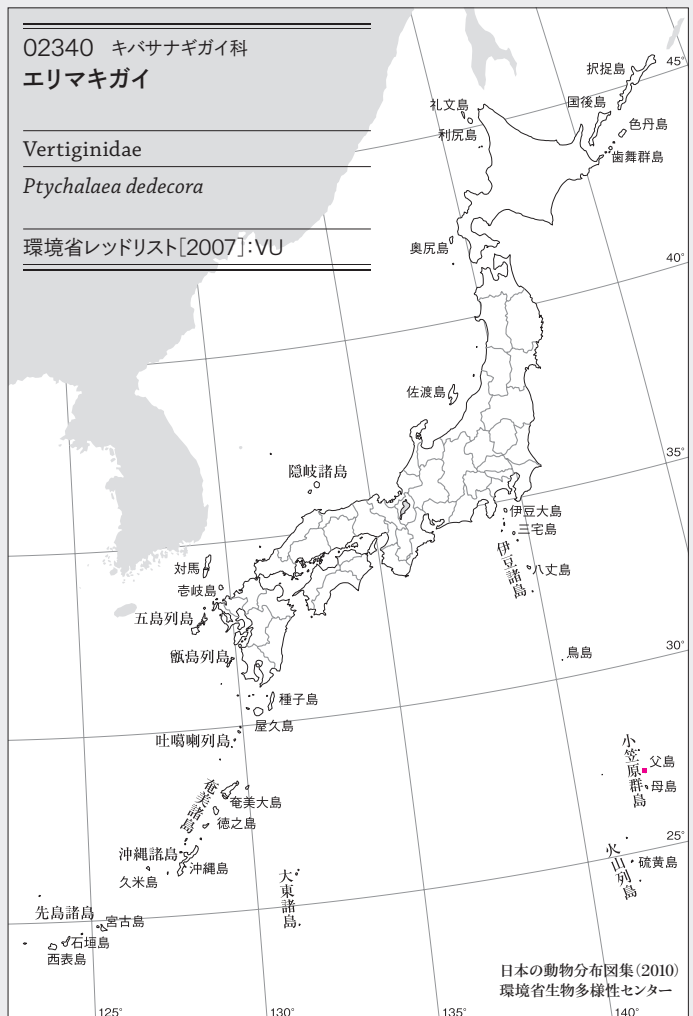 02340 キバサナギガイ科
エリマキガイ
Vertiginidae
Ptychalaea dedecora
環境省レッドリスト[2007]:VU
択捉島
45°
礼文島
国後島
色丹島
利尻島
歯舞群島
奥尻島
40°
佐渡島
35°
隠岐諸島
伊豆大島
三宅島
伊豆諸島
八丈島
対馬
壱岐島
五島列島
甑島列島
鳥島
30°
種子島
屋久島
吐噶喇列島
小笠原群島
父島
母島
奄美諸島
奄美大島
徳之島
沖縄諸島
沖縄島
久米島
25°
火山列島
硫黄島
大東諸島
先島諸島
宮古島
石垣島
西表島
日本の動物分布図集(2010)
環境省生物多様性センター
125°
130°
135°
140°